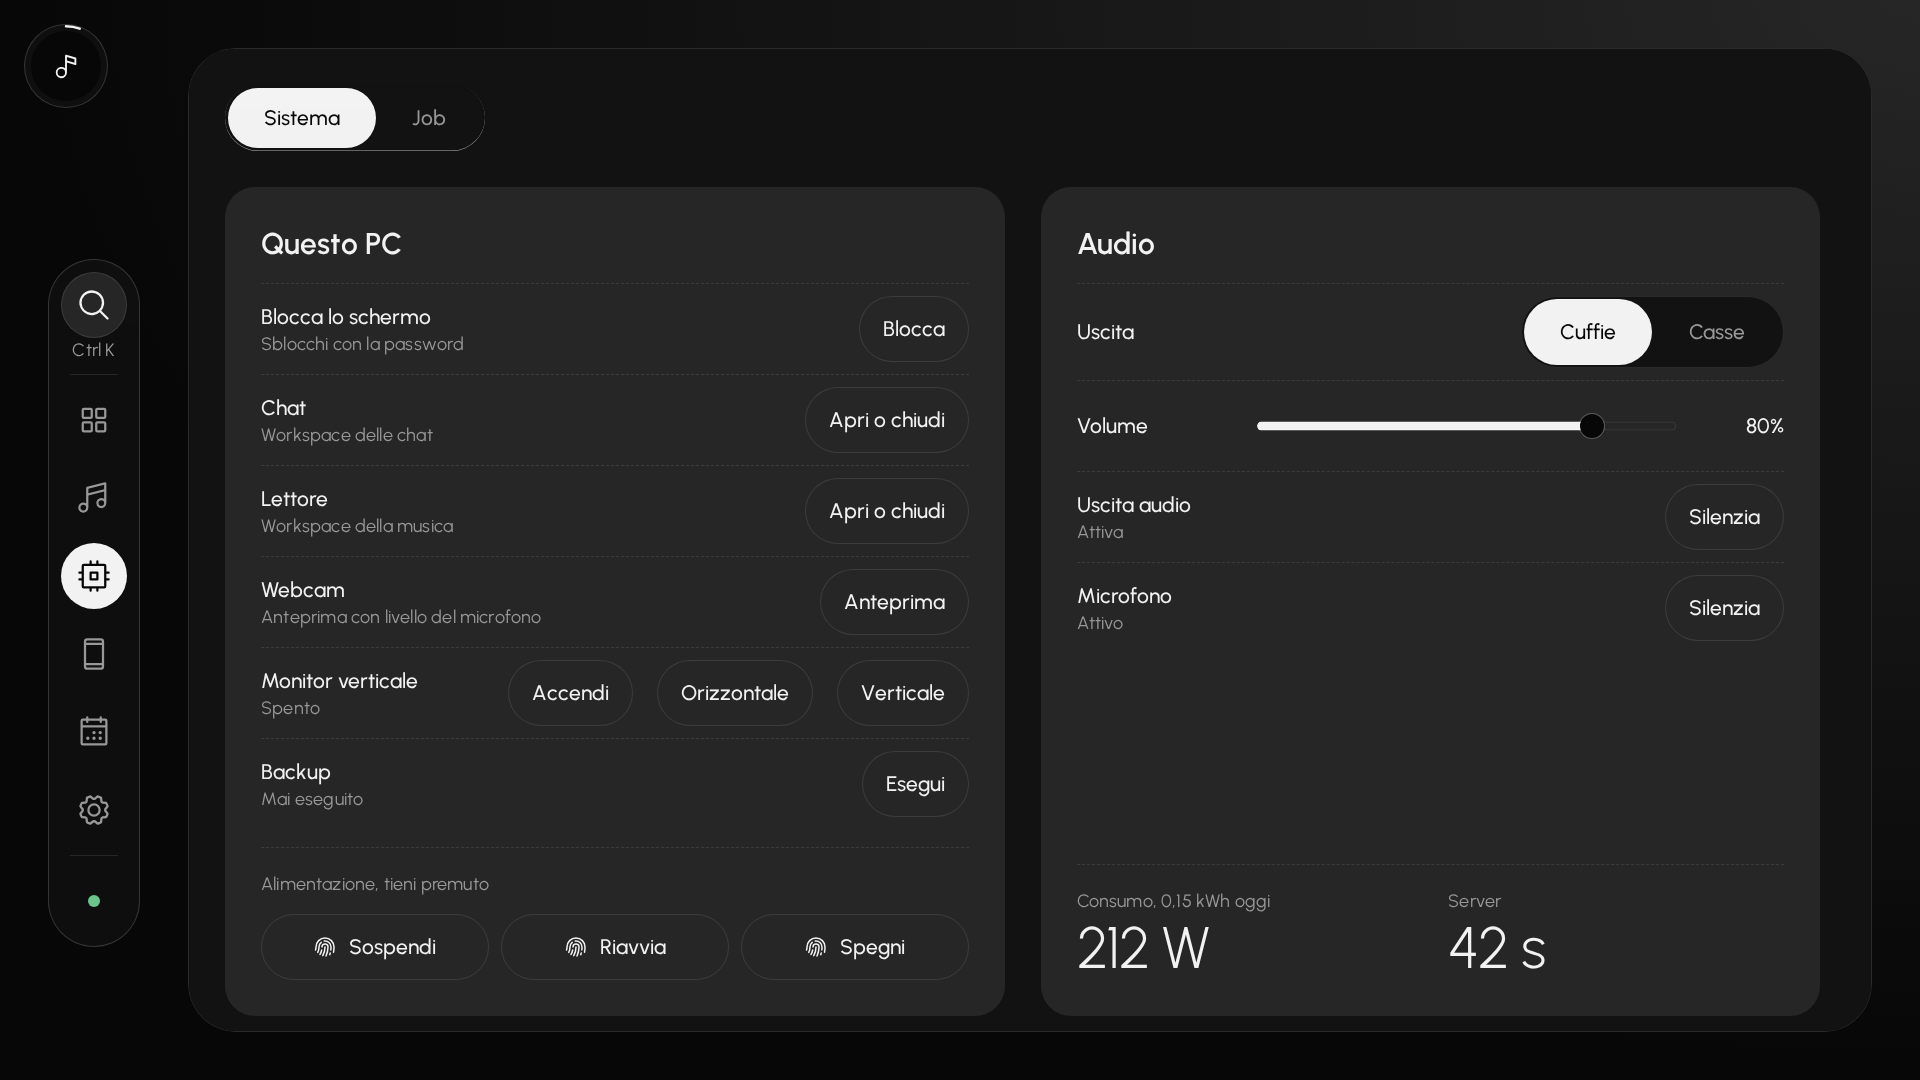 Sistema
Job
Ctrl K
Questo PC
Blocca lo schermo
Sblocchi con la password
Blocca
Chat
Workspace delle chat
Apri o chiudi
Lettore
Workspace della musica
Apri o chiudi
Webcam
Anteprima con livello del microfono
Anteprima
Monitor verticale
Spento
Accendi
Orizzontale
Verticale
Backup
Mai eseguito
Esegui
Alimentazione, tieni premuto
Sospendi
Riavvia
Spegni
Audio
Uscita
Cuffie
Casse
Volume
80%
Uscita audio
Attiva
Silenzia
Microfono
Attivo
Silenzia
Consumo, 0,15 kWh oggi
212 W
Server
42 s